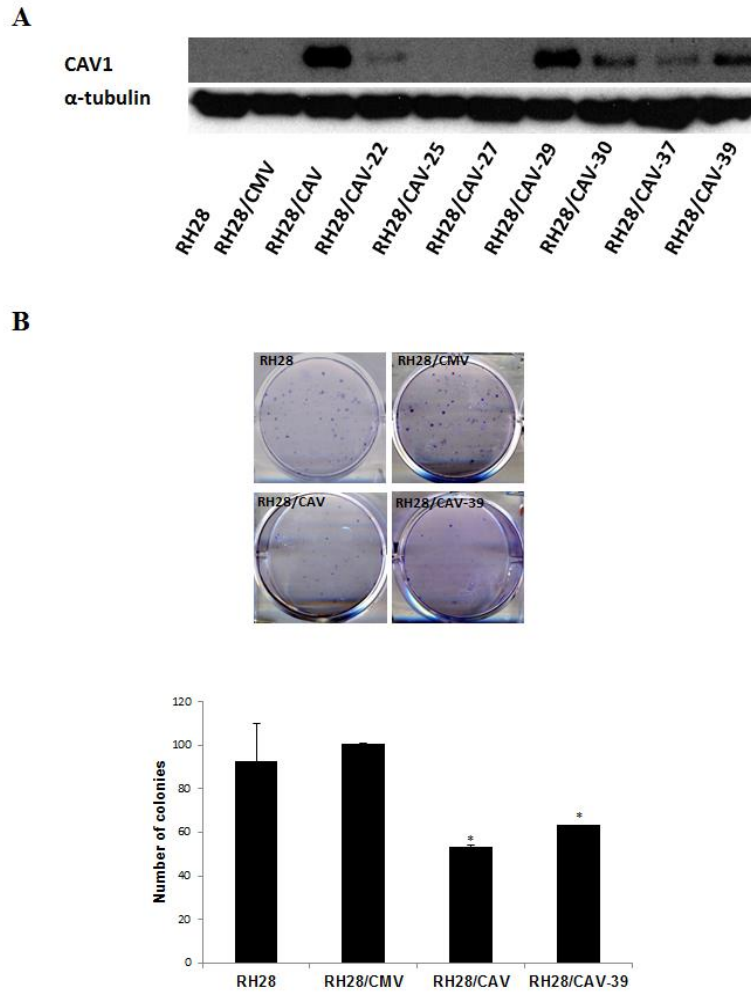 A
CAV1
α-tubulin
RH28
RH28/CMV
RH28/CAV
RH28/CAV-22
RH28/CAV-25
RH28/CAV-27
RH28/CAV-29
RH28/CAV-30
RH28/CAV-37
RH28/CAV-39
B
RH28
RH28/CMV
RH28/CAV
RH28/CAV-39
120
100
80
60
40
20
0
Number of colonies
*
*
RH28
RH28/CMV
RH28/CAV
RH28/CAV-39